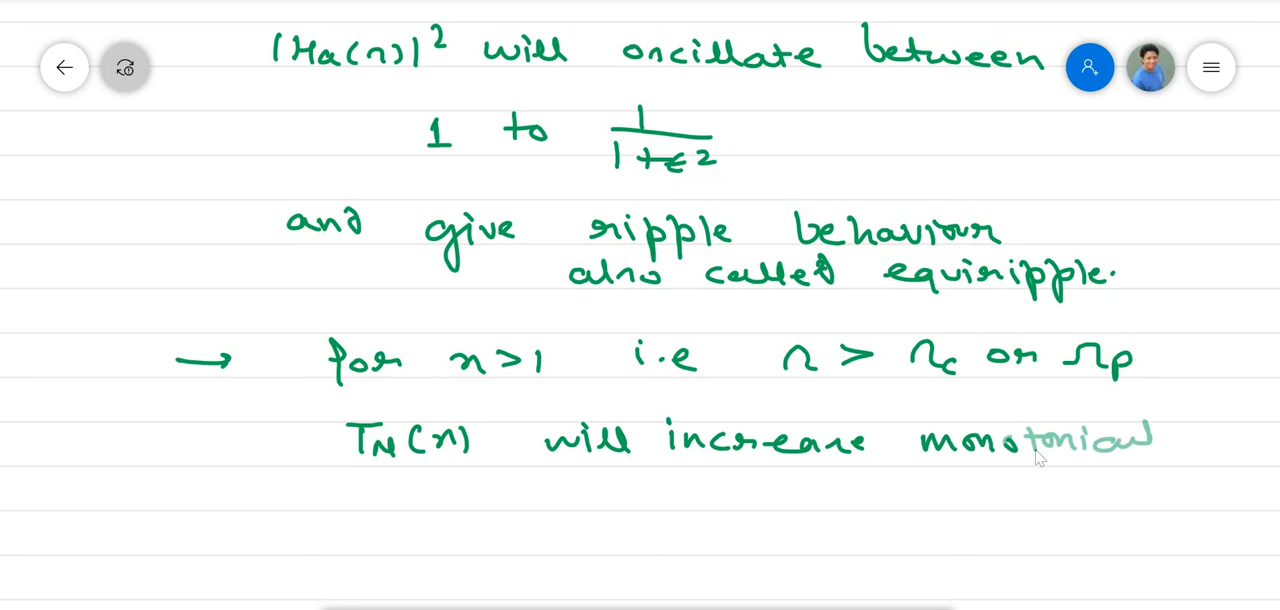 |Ha(Ω)|² will oscillate between
1 to 1/(1+ε²)
and give ripple behaviour
also called equiripple.
→ for x>1 i.e Ω > Ωc or Ωp
TN(x) will increase monotonical